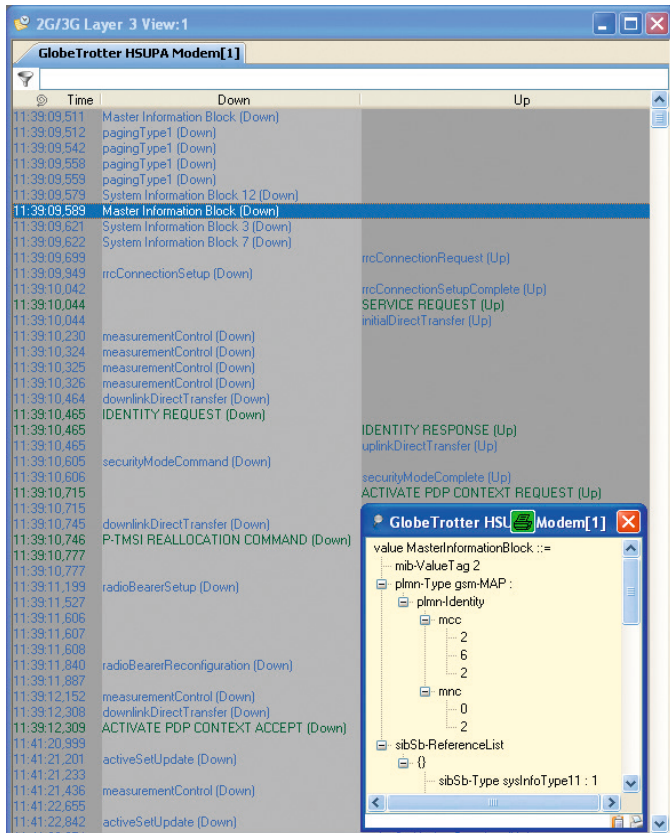 2G/3G Layer 3 View:1
GlobeTrotter HSUPA Modem[1]
Time Down Up
11:39:09,511 Master Information Block (Down)
11:39:09,512 pagingType1 (Down)
11:39:09,542 pagingType1 (Down)
11:39:09,558 pagingType1 (Down)
11:39:09,559 pagingType1 (Down)
11:39:09,579 System Information Block 12 (Down)
11:39:09,589 Master Information Block (Down)
11:39:09,621 System Information Block 3 (Down)
11:39:09,622 System Information Block 7 (Down)
11:39:09,699 rrcConnectionRequest (Up)
11:39:09,949 rrcConnectionSetup (Down)
11:39:10,042 rrcConnectionSetupComplete (Up)
11:39:10,044 SERVICE REQUEST (Up)
11:39:10,044 initialDirectTransfer (Up)
11:39:10,230 measurementControl (Down)
11:39:10,324 measurementControl (Down)
11:39:10,325 measurementControl (Down)
11:39:10,326 measurementControl (Down)
11:39:10,464 downlinkDirectTransfer (Down)
11:39:10,465 IDENTITY REQUEST (Down)
11:39:10,465 IDENTITY RESPONSE (Up)
11:39:10,465 uplinkDirectTransfer (Up)
11:39:10,605 securityModeCommand (Down)
11:39:10,606 securityModeComplete (Up)
11:39:10,715 ACTIVATE PDP CONTEXT REQUEST (Up)
11:39:10,715
11:39:10,745 downlinkDirectTransfer (Down)
11:39:10,746 P-TMSI REALLOCATION COMMAND (Down)
11:39:10,777
11:39:10,777
11:39:11,199 radioBearerSetup (Down)
11:39:11,527
11:39:11,606
11:39:11,607
11:39:11,608
11:39:11,840 radioBearerReconfiguration (Down)
11:39:11,887
11:39:12,152 measurementControl (Down)
11:39:12,308 downlinkDirectTransfer (Down)
11:39:12,309 ACTIVATE PDP CONTEXT ACCEPT (Down)
11:41:20,999
11:41:21,201 activeSetUpdate (Down)
11:41:21,233
11:41:21,436 measurementControl (Down)
11:41:22,655
11:41:22,842 activeSetUpdate (Down)
GlobeTrotter HSU Modem[1]
value MasterInformationBlock ::=
mib-ValueTag 2
plmn-Type gsm-MAP :
plmn-Identity
mcc
2
6
2
mnc
0
2
sibSb-ReferenceList
{}
sibSb-Type sysInfoType11 : 1